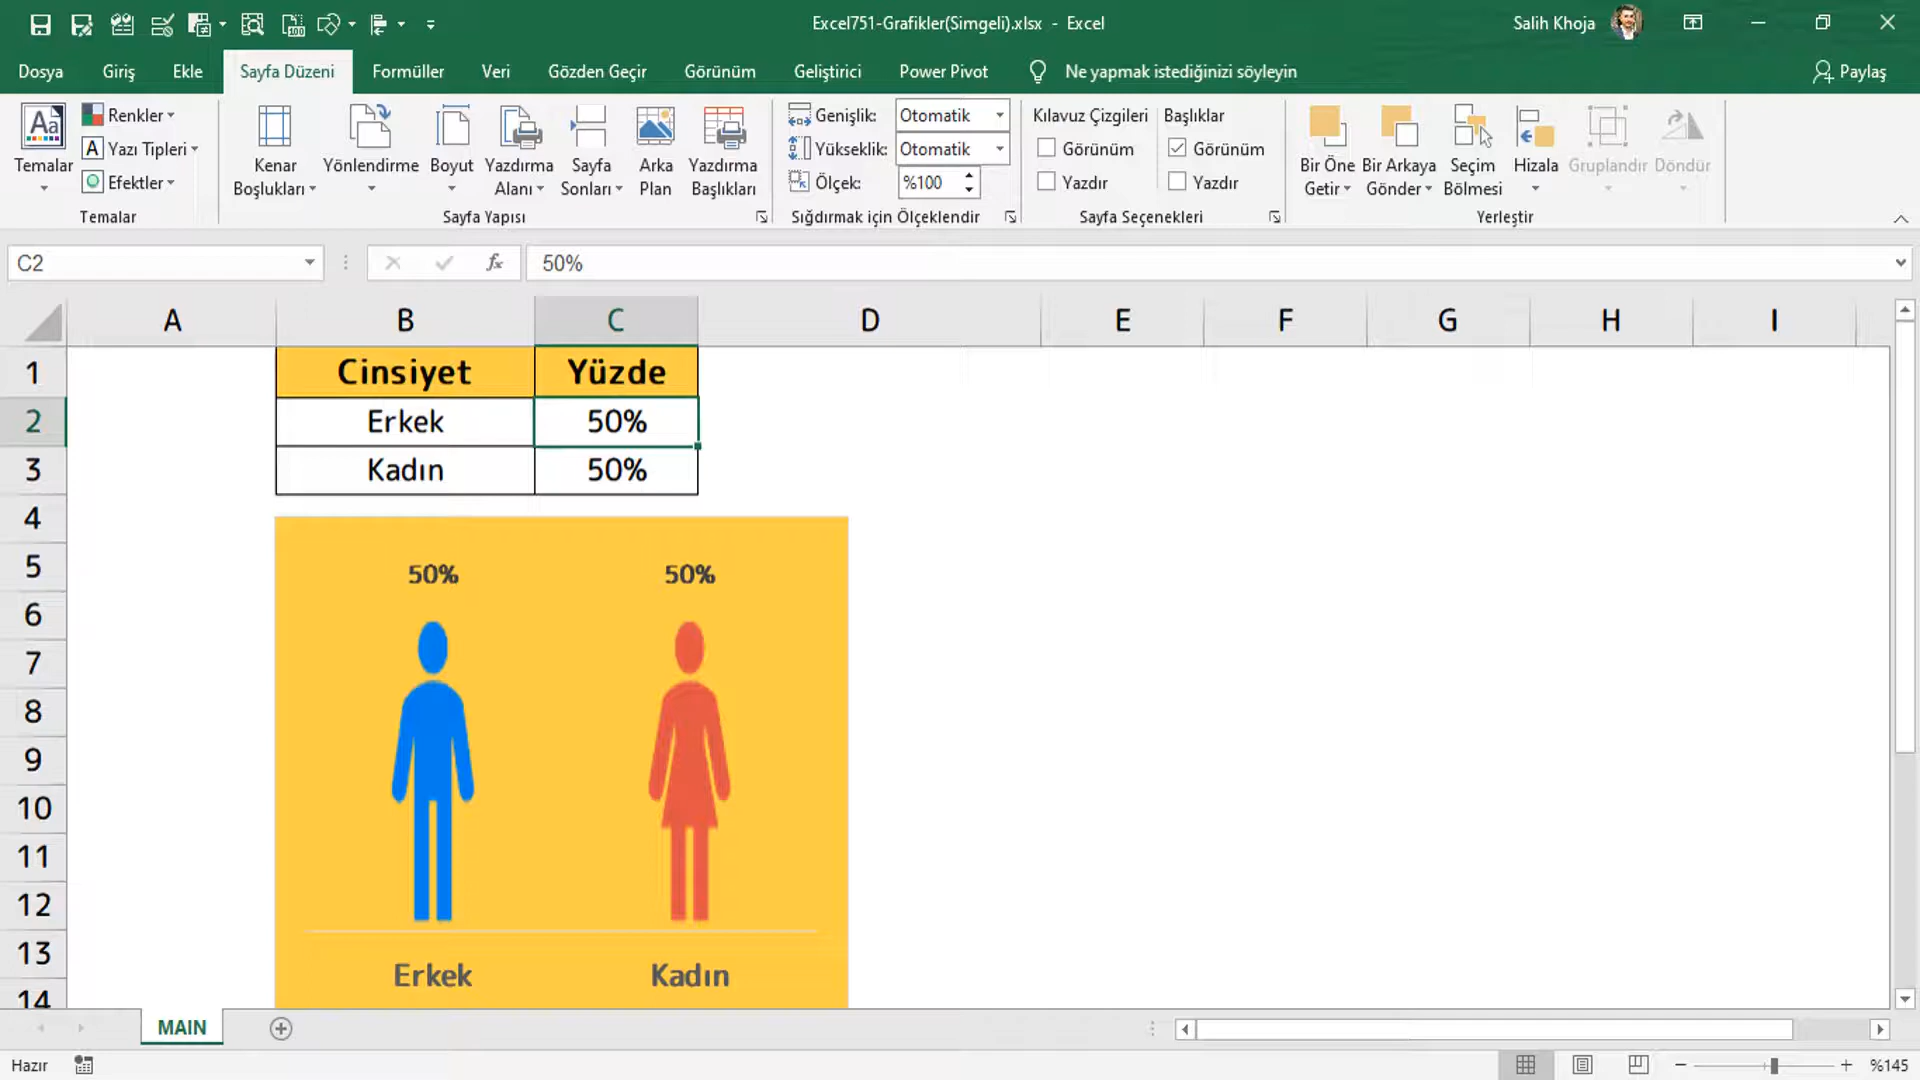 Excel751-Grafikler(Simgeli).xlsx - Excel
Salih Khoja
Dosya Giriş Ekle Sayfa Düzeni Formüller Veri Gözden Geçir Görünüm Geliştirici Power Pivot Ne yapmak istediğinizi söyleyin Paylaş
Aa
Temalar
Renkler
A Yazı Tipleri
Efektler
Temalar
Kenar Boşlukları
Yönlendirme
Boyut
Yazdırma Alanı
Sayfa Sonları
Arka Plan
Yazdırma Başlıkları
Sayfa Yapısı
Genişlik: Otomatik
Yükseklik: Otomatik
Ölçek: %100
Sığdırmak için Ölçeklendir
Kılavuz Çizgileri Başlıklar
Görünüm Görünüm
Yazdır Yazdır
Sayfa Seçenekleri
Bir Öne Getir
Bir Arkaya Gönder
Seçim Bölmesi
Hizala
Gruplandır
Döndür
Yerleştir
C2 fx 50%
A B C D E F G H I
1 Cinsiyet Yüzde
2 Erkek 50%
3 Kadın 50%
4
5 50% 50%
6
7
8
9
10
11
12
13 Erkek Kadın
14
MAIN
Hazır %145